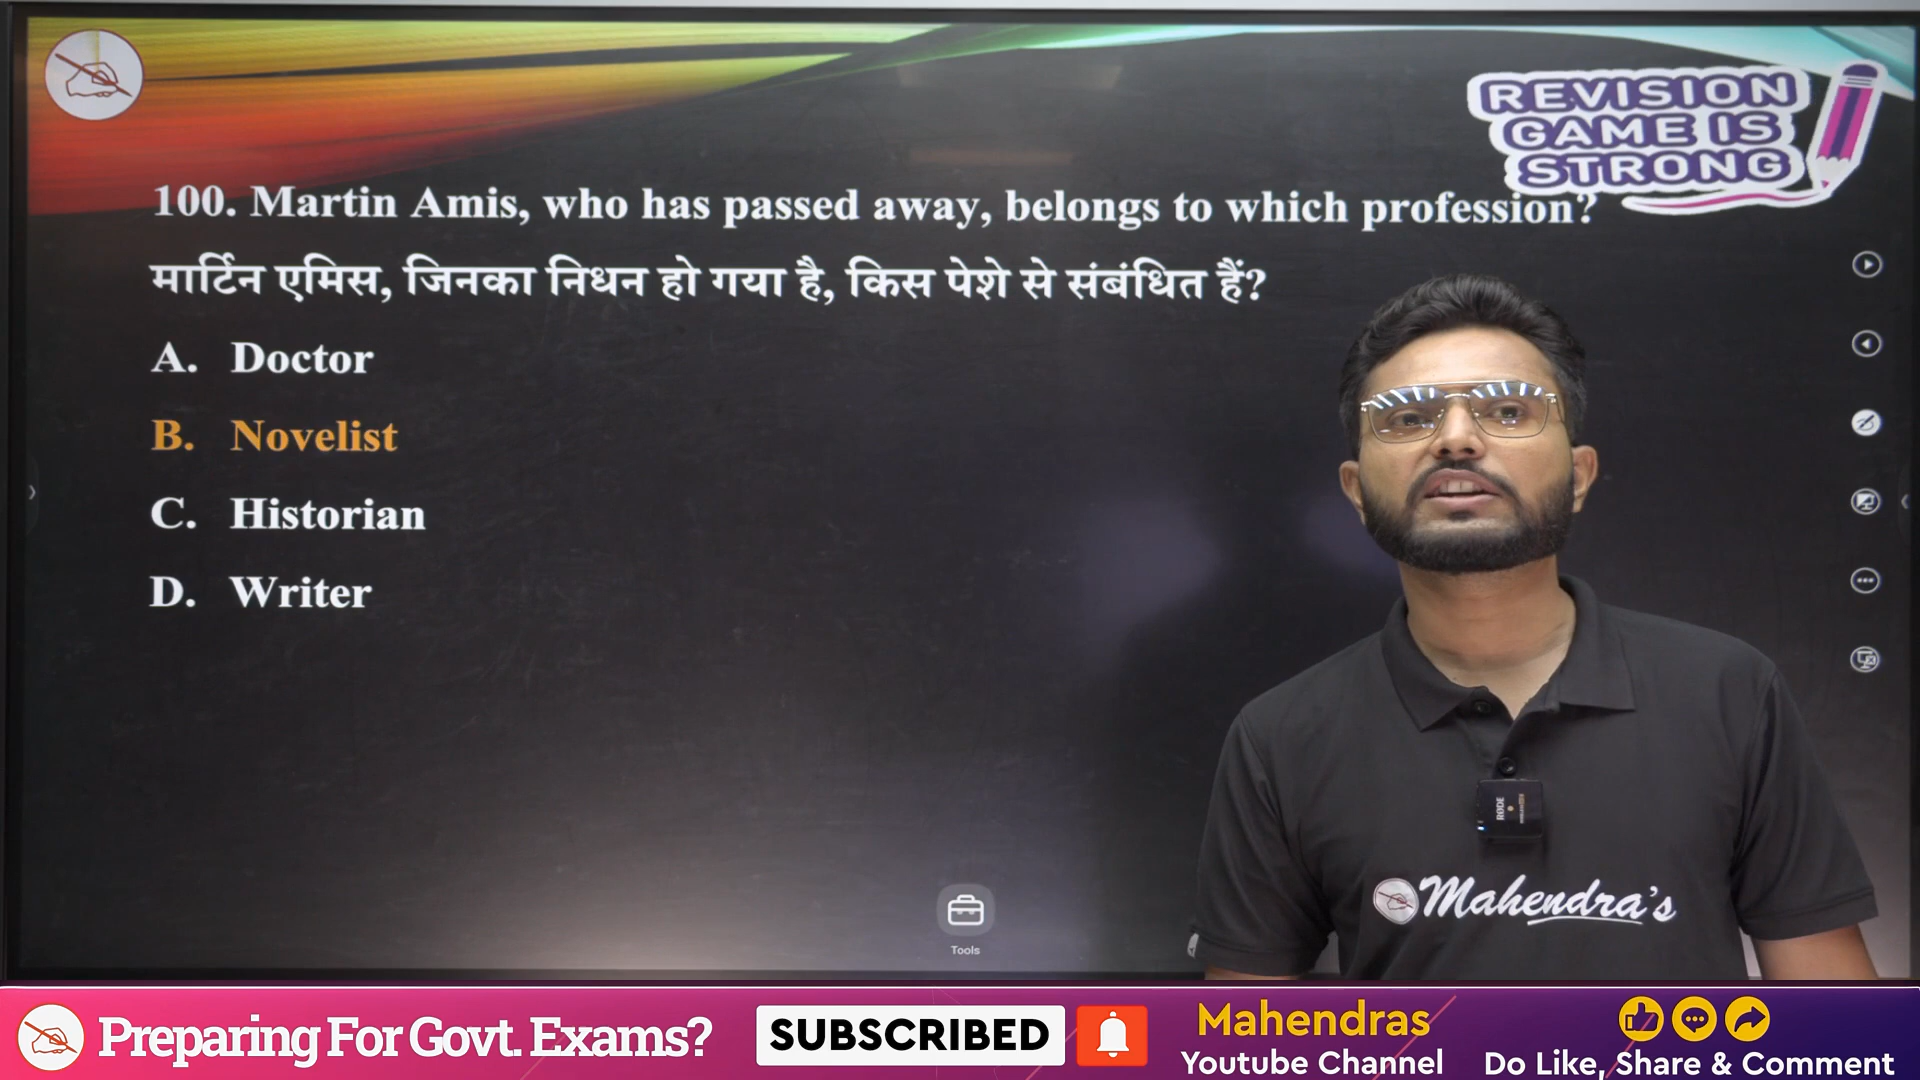 REVISION
GAME IS
STRONG
100. Martin Amis, who has passed away, belongs to which profession?
मार्टिन एमिस, जिनका निधन हो गया है, किस पेशे से संबंधित हैं?
A. Doctor
B. Novelist
C. Historian
D. Writer
RØDE
Mahendra's
Tools
Preparing For Govt. Exams?
SUBSCRIBED
Mahendras
Youtube Channel
Do Like, Share & Comment